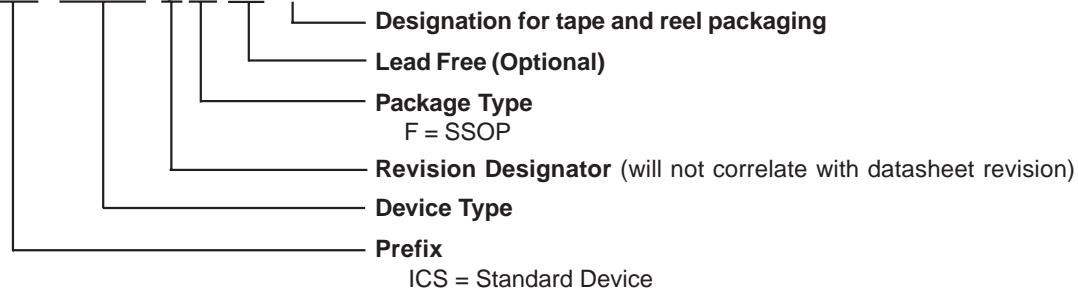 Designation for tape and reel packaging
Lead Free (Optional)
Package Type
F = SSOP
Revision Designator (will not correlate with datasheet revision)
Device Type
Prefix
ICS = Standard Device